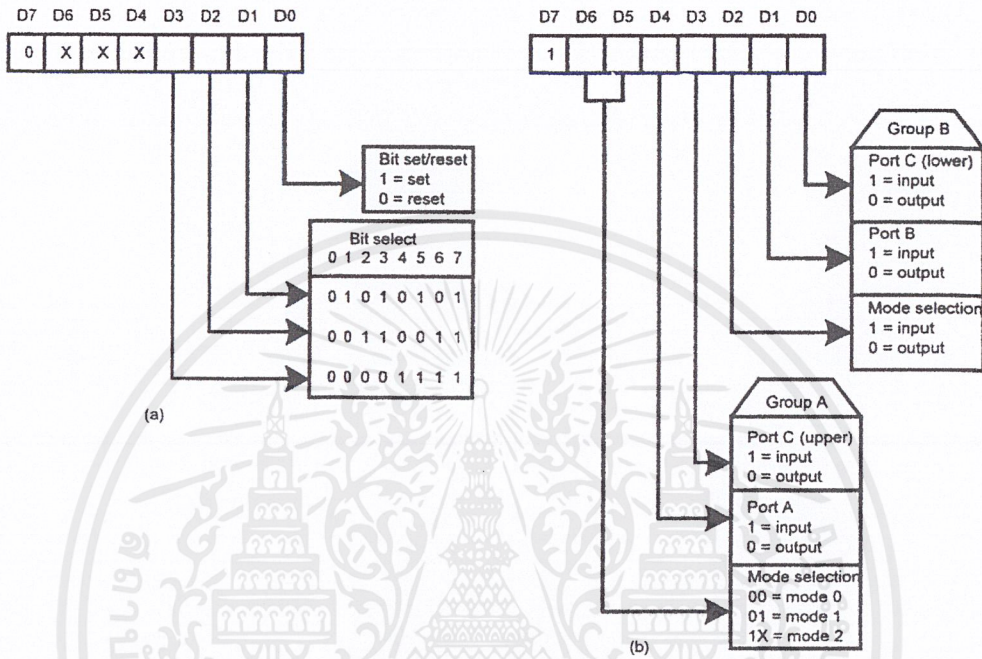 D7 D6 D5 D4 D3 D2 D1 D0
0 X X X
Bit set/reset
1 = set
0 = reset
Bit select
0 1 2 3 4 5 6 7
0 1 0 1 0 1 0 1
0 0 1 1 0 0 1 1
0 0 0 0 1 1 1 1
(a)
D7 D6 D5 D4 D3 D2 D1 D0
1
Group B
Port C (lower)
1 = input
0 = output
Port B
1 = input
0 = output
Mode selection
1 = input
0 = output
Group A
Port C (upper)
1 = input
0 = output
Port A
1 = input
0 = output
Mode selection
00 = mode 0
01 = mode 1
1X = mode 2
(b)